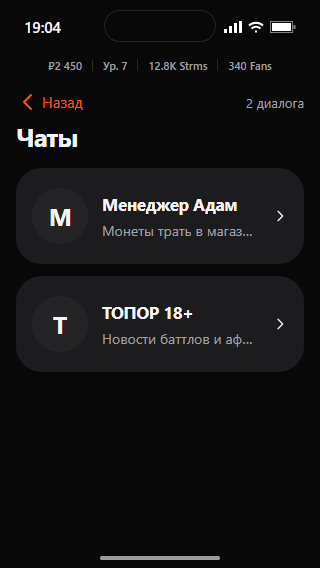 19:04
₽2 450 Ур. 7 12.8K Strms 340 Fans
Назад 2 диалога
Чаты
М
Менеджер Адам
Монеты трать в магаз...
Т
ТОПОР 18+
Новости баттлов и аф...